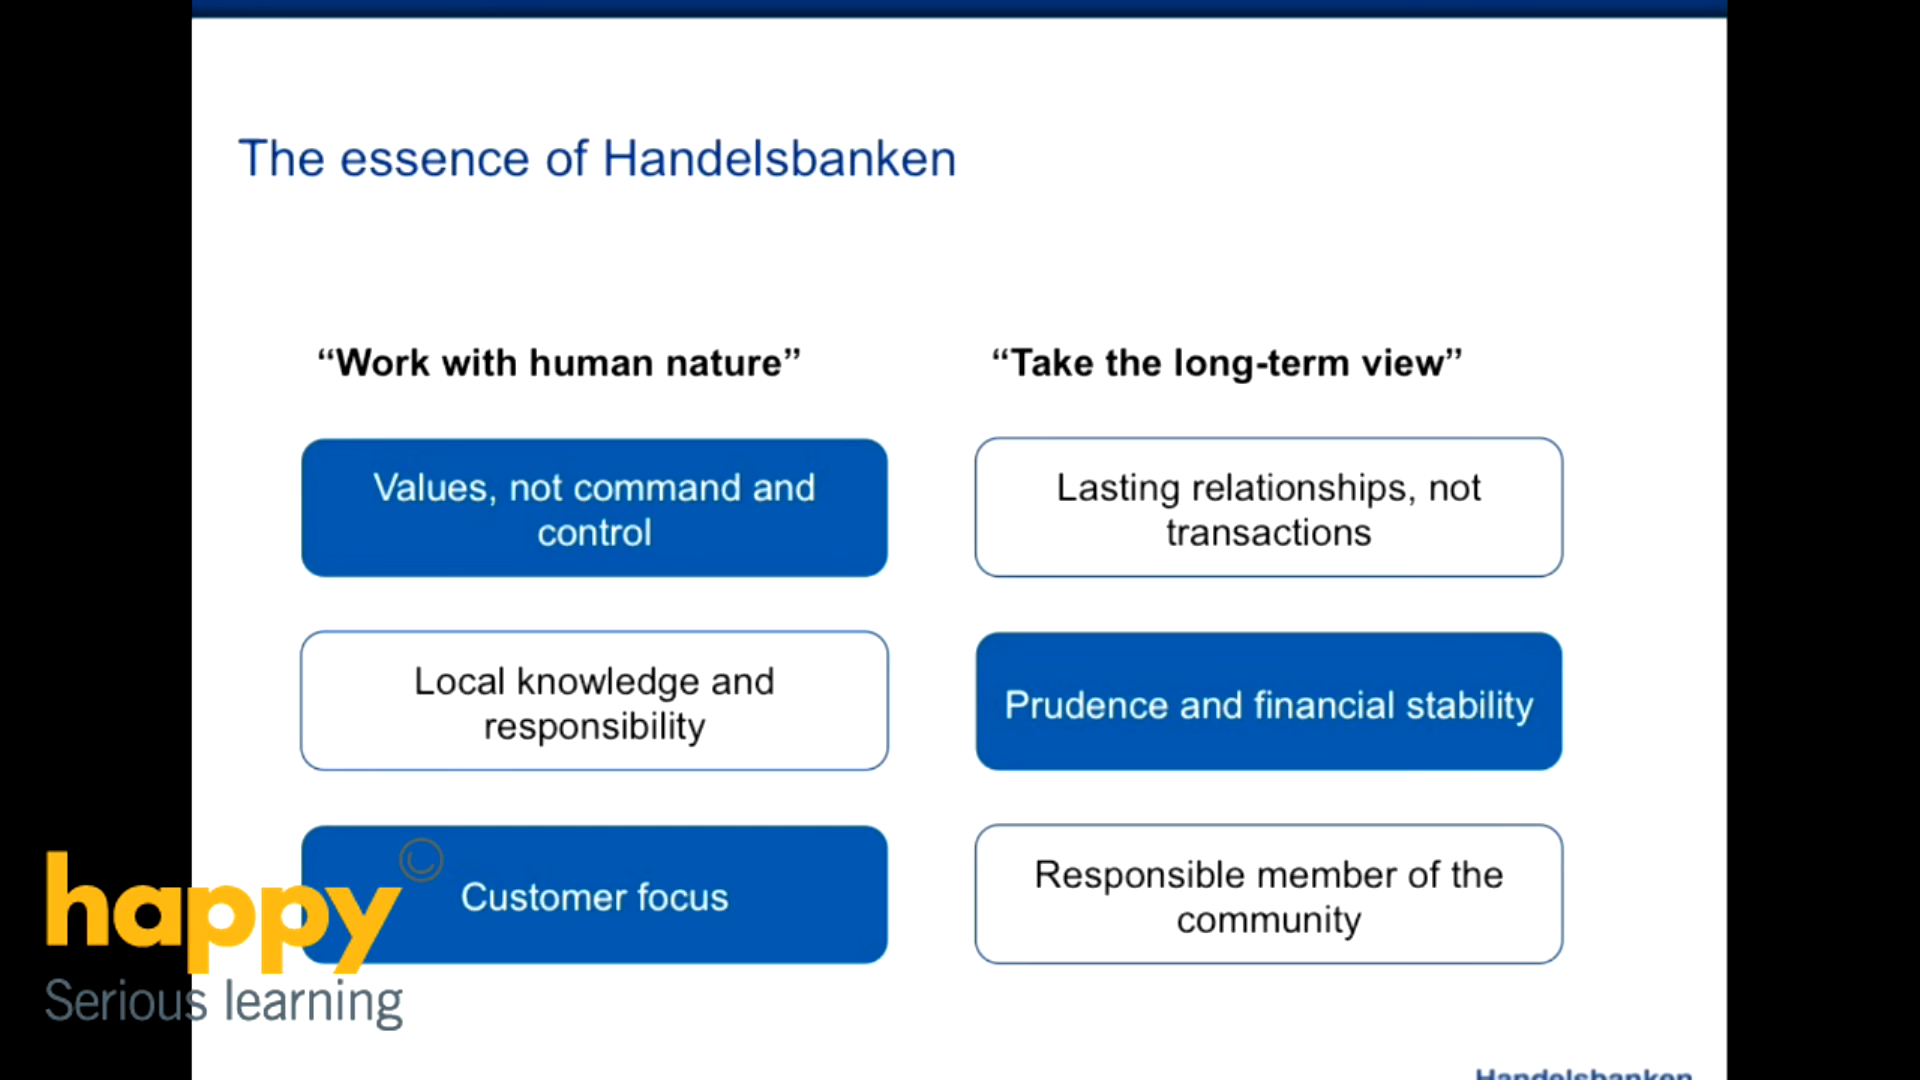 The essence of Handelsbanken
“Work with human nature”
“Take the long-term view”
Values, not command and
control
Lasting relationships, not
transactions
Local knowledge and
responsibility
Prudence and financial stability
Customer focus
Responsible member of the
community
happy
Serious learning
Handelsbanken